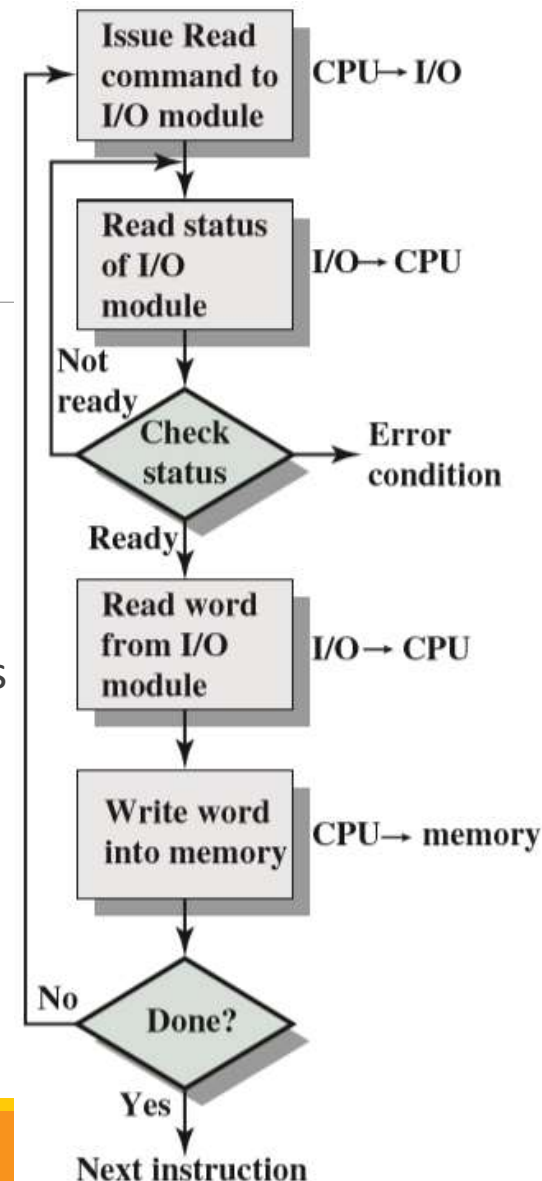 Issue Read
command to
I/O module
CPU→ I/O
Read status
of I/O
module
I/O→ CPU
Not
ready
Check
status
Error
condition
Ready
Read word
from I/O
module
I/O→ CPU
s
Write word
into memory
CPU→ memory
No
Done?
Yes
Next instruction